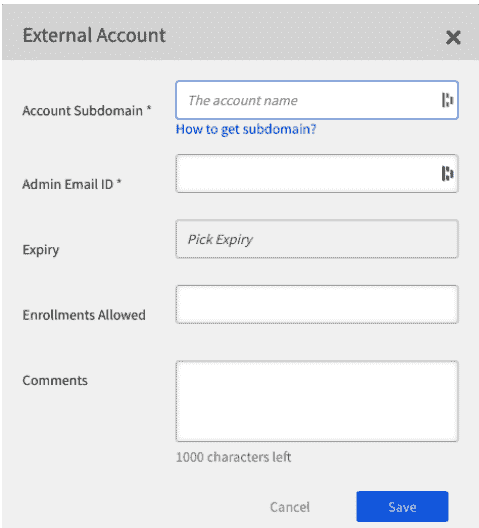 External Account
Account Subdomain *
The account name
How to get subdomain?
Admin Email ID *
Expiry
Pick Expiry
Enrollments Allowed
Comments
1000 characters left
Cancel
Save